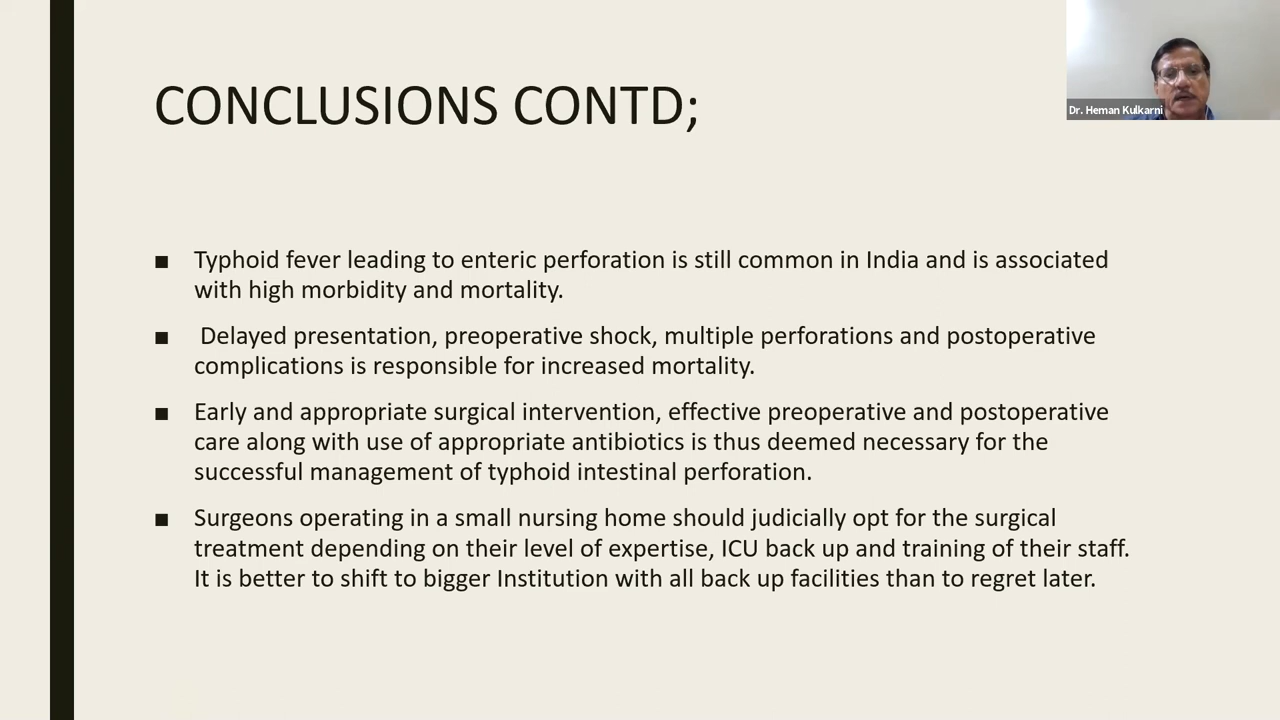 CONCLUSIONS CONTD;
Dr. Heman Kulkarni
■ Typhoid fever leading to enteric perforation is still common in India and is associated
with high morbidity and mortality.
■ Delayed presentation, preoperative shock, multiple perforations and postoperative
complications is responsible for increased mortality.
■ Early and appropriate surgical intervention, effective preoperative and postoperative
care along with use of appropriate antibiotics is thus deemed necessary for the
successful management of typhoid intestinal perforation.
■ Surgeons operating in a small nursing home should judicially opt for the surgical
treatment depending on their level of expertise, ICU back up and training of their staff.
It is better to shift to bigger Institution with all back up facilities than to regret later.